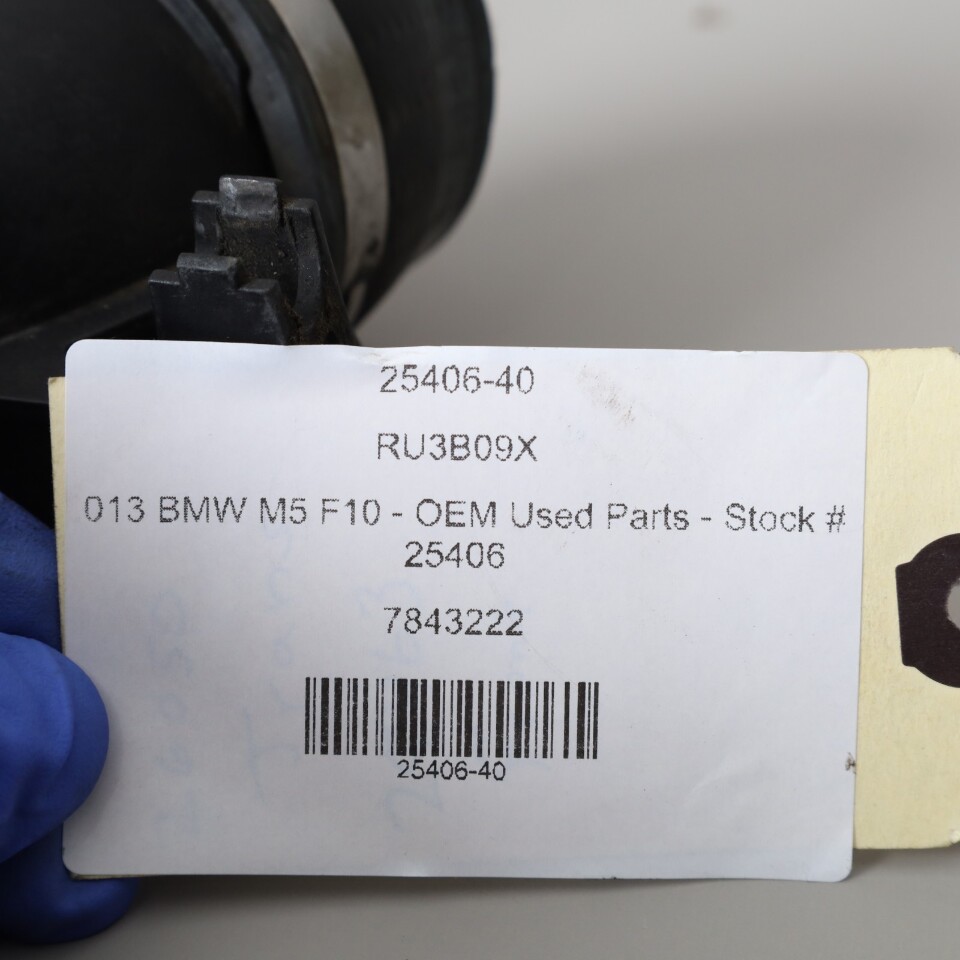 25406-40
RU3B09X
013 BMW M5 F10 - OEM Used Parts - Stock #
25406
7843222
25406-40